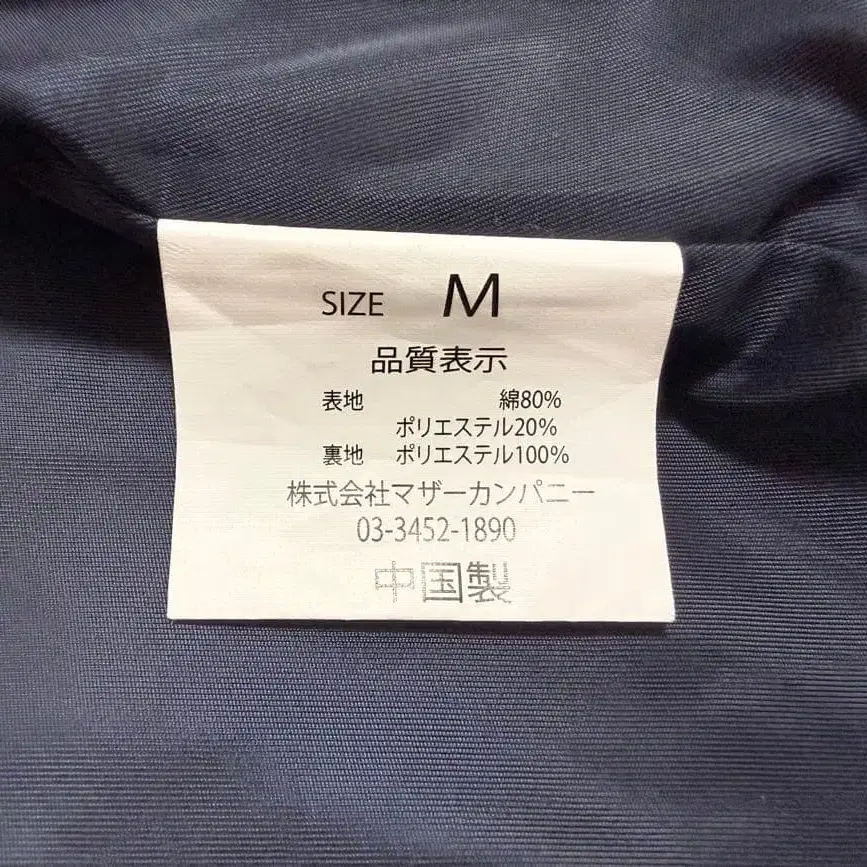 SIZE M
品質表示
表地 綿80%
ポリエステル20%
裏地 ポリエステル100%
株式会社マザーカンパニー
03-3452-1890
中国製